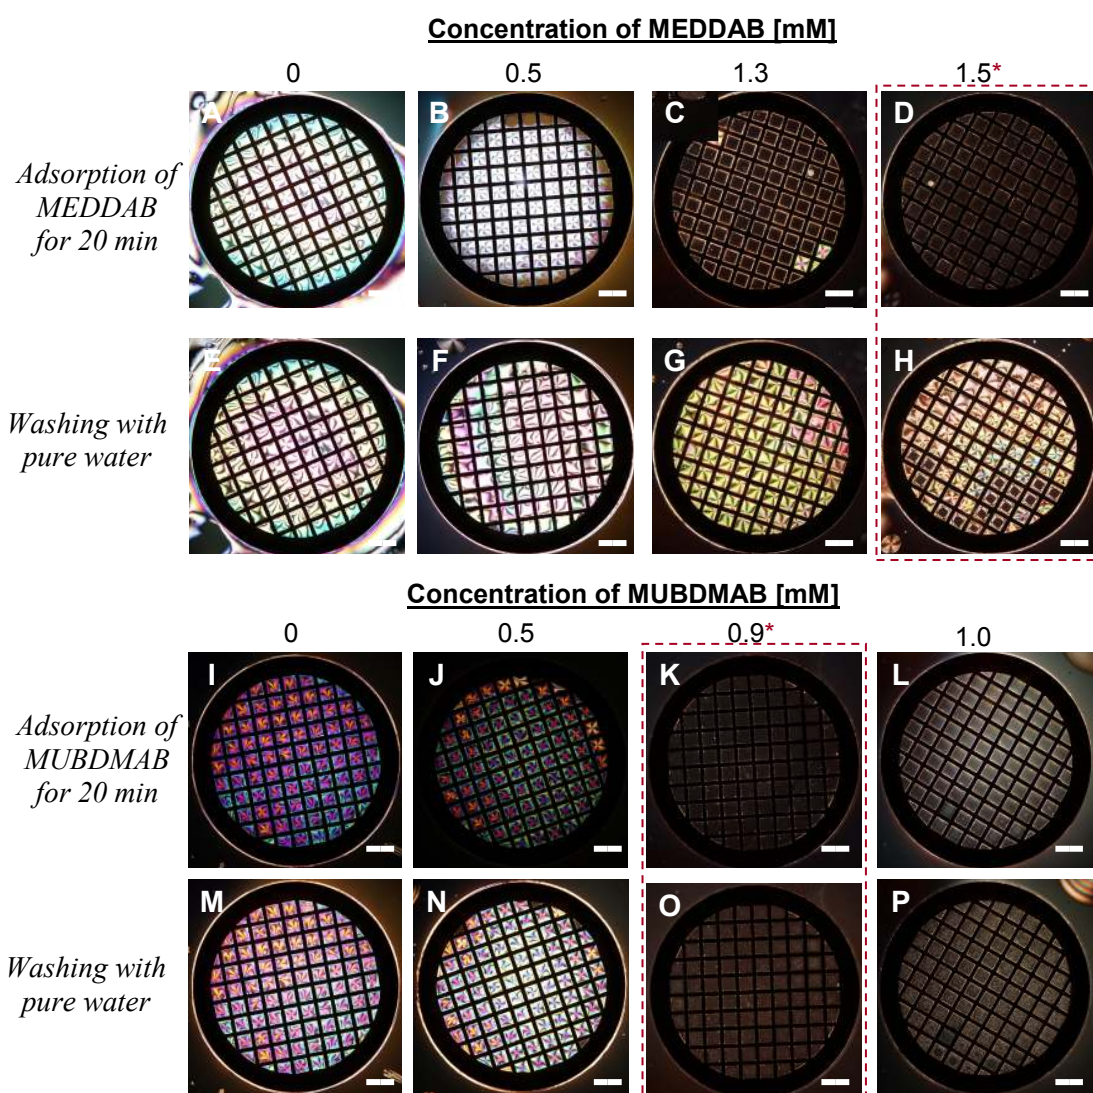 Concentration of MEDDAB [mM]
0 0.5 1.3 1.5*
Adsorption of
MEDDAB
for 20 min
A B C D
Washing with
pure water
E F G H
Concentration of MUBDMAB [mM]
0 0.5 0.9* 1.0
Adsorption of
MUBDMAB
for 20 min
I J K L
Washing with
pure water
M N O P